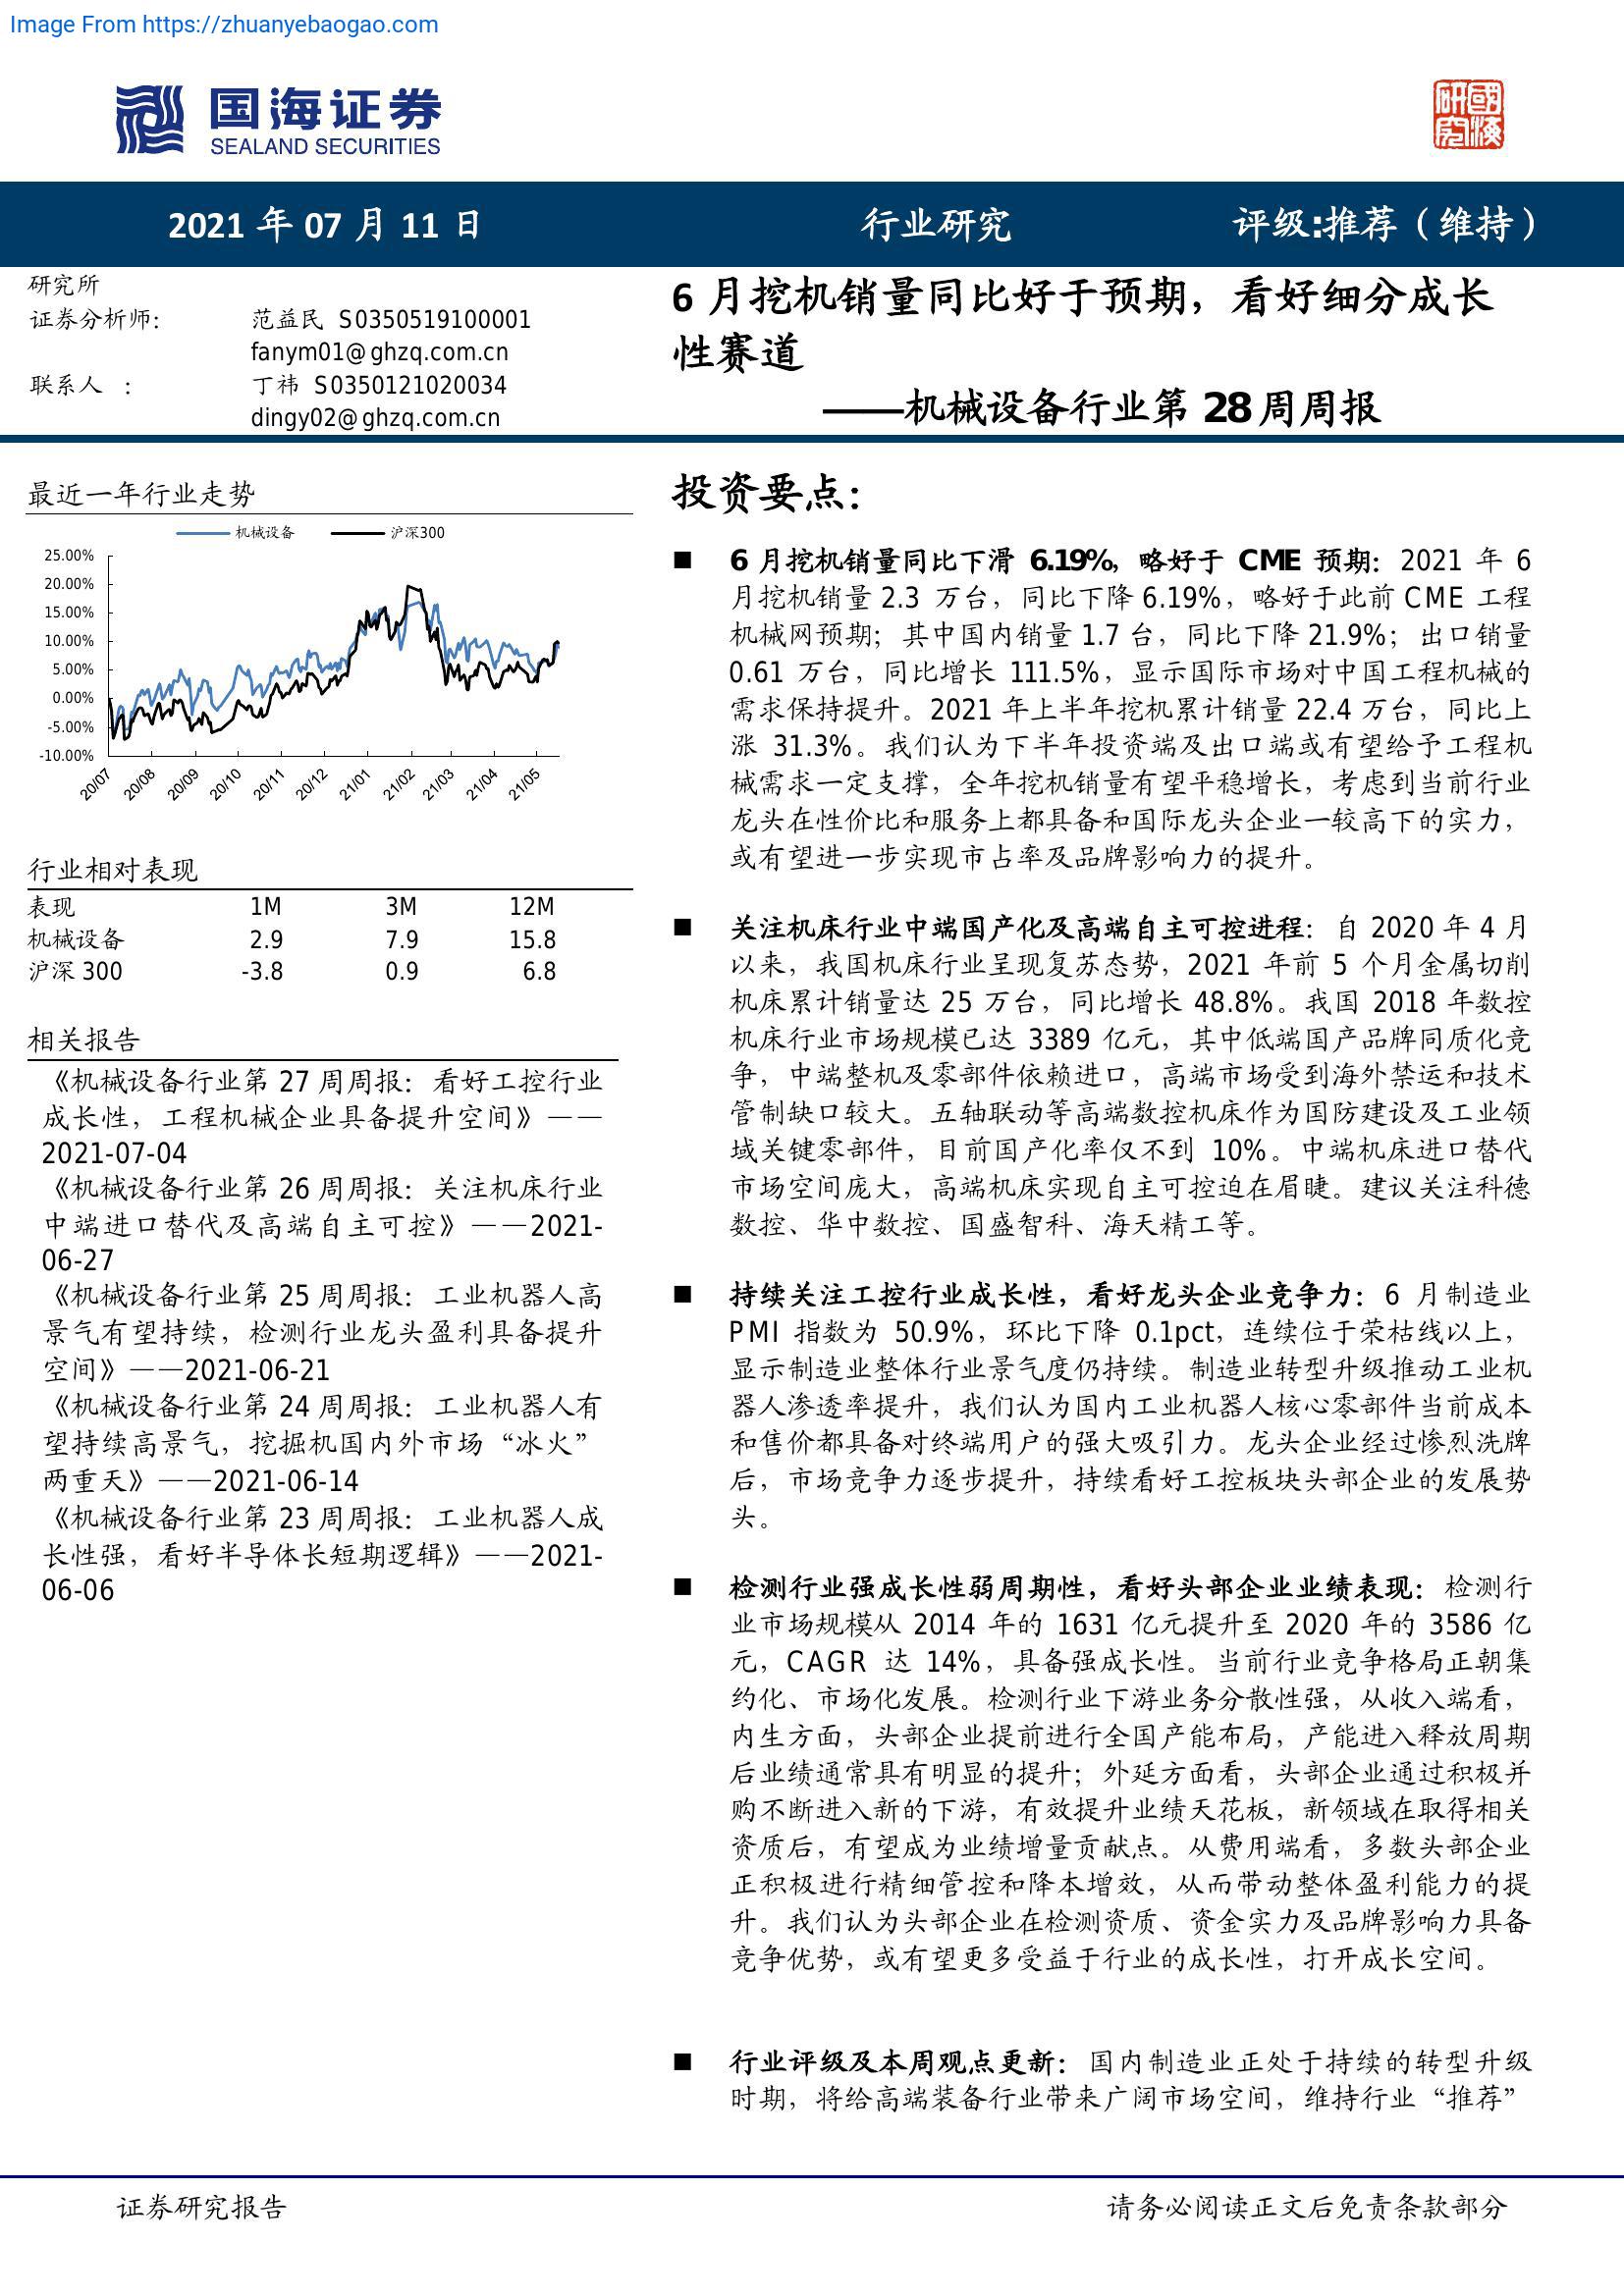 Image From https://zhuanyebaogao.com
国海证券
SEALAND SECURITIES
國海研究
2021 年 07 月 11 日
行业研究
评级:推荐（维持）
研究所
证券分析师：
范益民 S0350519100001
fanym01@ghzq.com.cn
联系人 ：
丁祎 S0350121020034
dingy02@ghzq.com.cn
6 月挖机销量同比好于预期，看好细分成长
性赛道
——机械设备行业第 28 周周报
最近一年行业走势
机械设备 沪深300
25.00%
20.00%
15.00%
10.00%
5.00%
0.00%
-5.00%
-10.00%
20/07 20/08 20/09 20/10 20/11 20/12 21/01 21/02 21/03 21/04 21/05
行业相对表现
表现 1M 3M 12M
机械设备 2.9 7.9 15.8
沪深 300 -3.8 0.9 6.8
相关报告
《机械设备行业第 27 周周报：看好工控行业
成长性，工程机械企业具备提升空间》——
2021-07-04
《机械设备行业第 26 周周报：关注机床行业
中端进口替代及高端自主可控》——2021-
06-27
《机械设备行业第 25 周周报：工业机器人高
景气有望持续，检测行业龙头盈利具备提升
空间》——2021-06-21
《机械设备行业第 24 周周报：工业机器人有
望持续高景气，挖掘机国内外市场“冰火”
两重天》——2021-06-14
《机械设备行业第 23 周周报：工业机器人成
长性强，看好半导体长短期逻辑》——2021-
06-06
投资要点：
■ 6 月挖机销量同比下滑 6.19%，略好于 CME 预期：2021 年 6
月挖机销量 2.3 万台，同比下降 6.19%，略好于此前 CME 工程
机械网预期；其中国内销量 1.7 台，同比下降 21.9%；出口销量
0.61 万台，同比增长 111.5%，显示国际市场对中国工程机械的
需求保持提升。2021 年上半年挖机累计销量 22.4 万台，同比上
涨 31.3%。我们认为下半年投资端及出口端或有望给予工程机
械需求一定支撑，全年挖机销量有望平稳增长，考虑到当前行业
龙头在性价比和服务上都具备和国际龙头企业一较高下的实力，
或有望进一步实现市占率及品牌影响力的提升。
■ 关注机床行业中端国产化及高端自主可控进程：自 2020 年 4 月
以来，我国机床行业呈现复苏态势，2021 年前 5 个月金属切削
机床累计销量达 25 万台，同比增长 48.8%。我国 2018 年数控
机床行业市场规模已达 3389 亿元，其中低端国产品牌同质化竞
争，中端整机及零部件依赖进口，高端市场受到海外禁运和技术
管制缺口较大。五轴联动等高端数控机床作为国防建设及工业领
域关键零部件，目前国产化率仅不到 10%。中端机床进口替代
市场空间庞大，高端机床实现自主可控迫在眉睫。建议关注科德
数控、华中数控、国盛智科、海天精工等。
■ 持续关注工控行业成长性，看好龙头企业竞争力：6 月制造业
PMI 指数为 50.9%，环比下降 0.1pct，连续位于荣枯线以上，
显示制造业整体行业景气度仍持续。制造业转型升级推动工业机
器人渗透率提升，我们认为国内工业机器人核心零部件当前成本
和售价都具备对终端用户的强大吸引力。龙头企业经过惨烈洗牌
后，市场竞争力逐步提升，持续看好工控板块头部企业的发展势
头。
■ 检测行业强成长性弱周期性，看好头部企业业绩表现：检测行
业市场规模从 2014 年的 1631 亿元提升至 2020 年的 3586 亿
元，CAGR 达 14%，具备强成长性。当前行业竞争格局正朝集
约化、市场化发展。检测行业下游业务分散性强，从收入端看，
内生方面，头部企业提前进行全国产能布局，产能进入释放周期
后业绩通常具有明显的提升；外延方面看，头部企业通过积极并
购不断进入新的下游，有效提升业绩天花板，新领域在取得相关
资质后，有望成为业绩增量贡献点。从费用端看，多数头部企业
正积极进行精细管控和降本增效，从而带动整体盈利能力的提
升。我们认为头部企业在检测资质、资金实力及品牌影响力具备
竞争优势，或有望更多受益于行业的成长性，打开成长空间。
■ 行业评级及本周观点更新：国内制造业正处于持续的转型升级
时期，将给高端装备行业带来广阔市场空间，维持行业“推荐”
证券研究报告
请务必阅读正文后免责条款部分